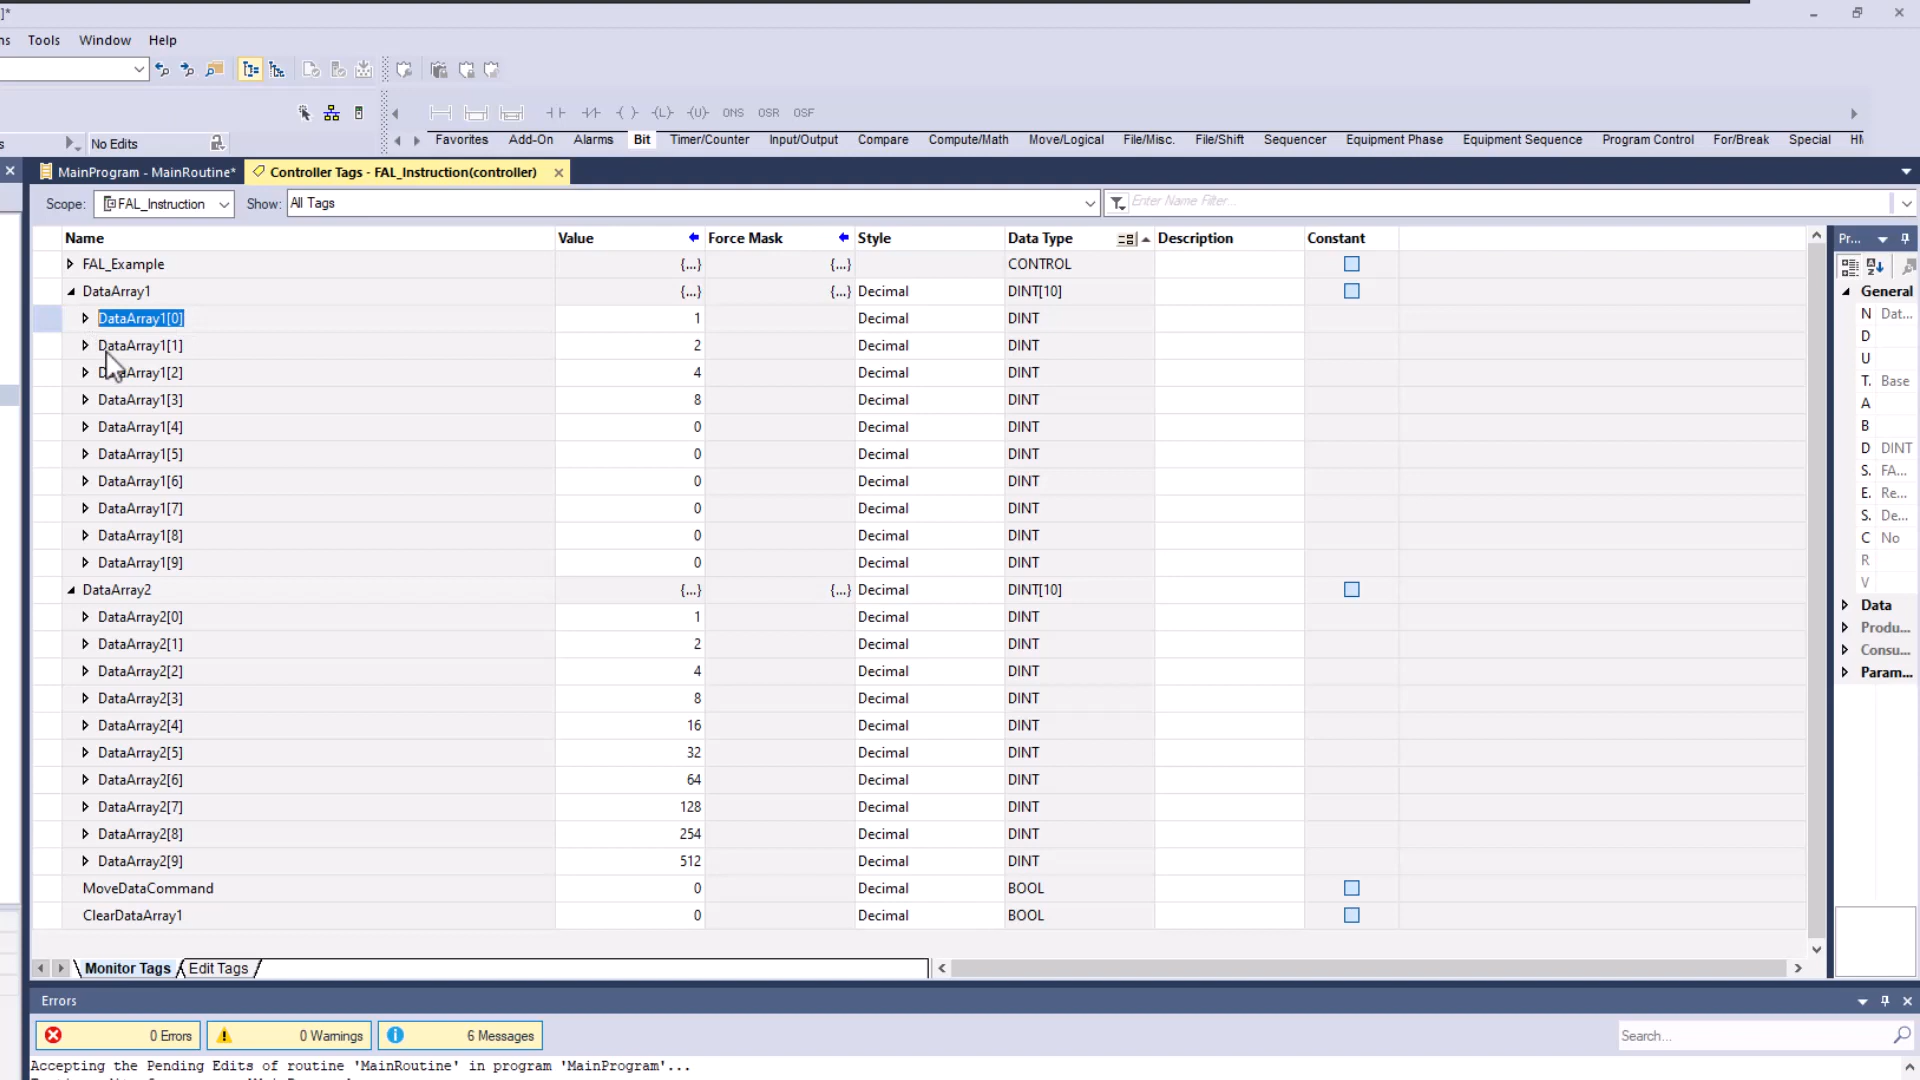 ]*
ns Tools Window Help
ONS OSR OSF
s No Edits
Favorites Add-On Alarms Bit Timer/Counter Input/Output Compare Compute/Math Move/Logical File/Misc. File/Shift Sequencer Equipment Phase Equipment Sequence Program Control For/Break Special
MainProgram - MainRoutine* Controller Tags - FAL_Instruction(controller)
Scope: FAL_Instruction Show: All Tags Enter Name Filter...
Name Value Force Mask Style Data Type Description Constant
FAL_Example {...} {...} CONTROL
DataArray1 {...} {...} Decimal DINT[10]
DataArray1[0] 1 Decimal DINT
DataArray1[1] 2 Decimal DINT
DataArray1[2] 4 Decimal DINT
DataArray1[3] 8 Decimal DINT
DataArray1[4] 0 Decimal DINT
DataArray1[5] 0 Decimal DINT
DataArray1[6] 0 Decimal DINT
DataArray1[7] 0 Decimal DINT
DataArray1[8] 0 Decimal DINT
DataArray1[9] 0 Decimal DINT
DataArray2 {...} {...} Decimal DINT[10]
DataArray2[0] 1 Decimal DINT
DataArray2[1] 2 Decimal DINT
DataArray2[2] 4 Decimal DINT
DataArray2[3] 8 Decimal DINT
DataArray2[4] 16 Decimal DINT
DataArray2[5] 32 Decimal DINT
DataArray2[6] 64 Decimal DINT
DataArray2[7] 128 Decimal DINT
DataArray2[8] 254 Decimal DINT
DataArray2[9] 512 Decimal DINT
MoveDataCommand 0 Decimal BOOL
ClearDataArray1 0 Decimal BOOL
Monitor Tags Edit Tags
Pr...
General
N Dat...
D
U
T. Base
A
B
D DINT
S. FA...
E. Re...
S. De...
C No
R
V
Data
Produ...
Consu...
Param...
Errors
0 Errors 0 Warnings 6 Messages Search...
Accepting the Pending Edits of routine 'MainRoutine' in program 'MainProgram'...